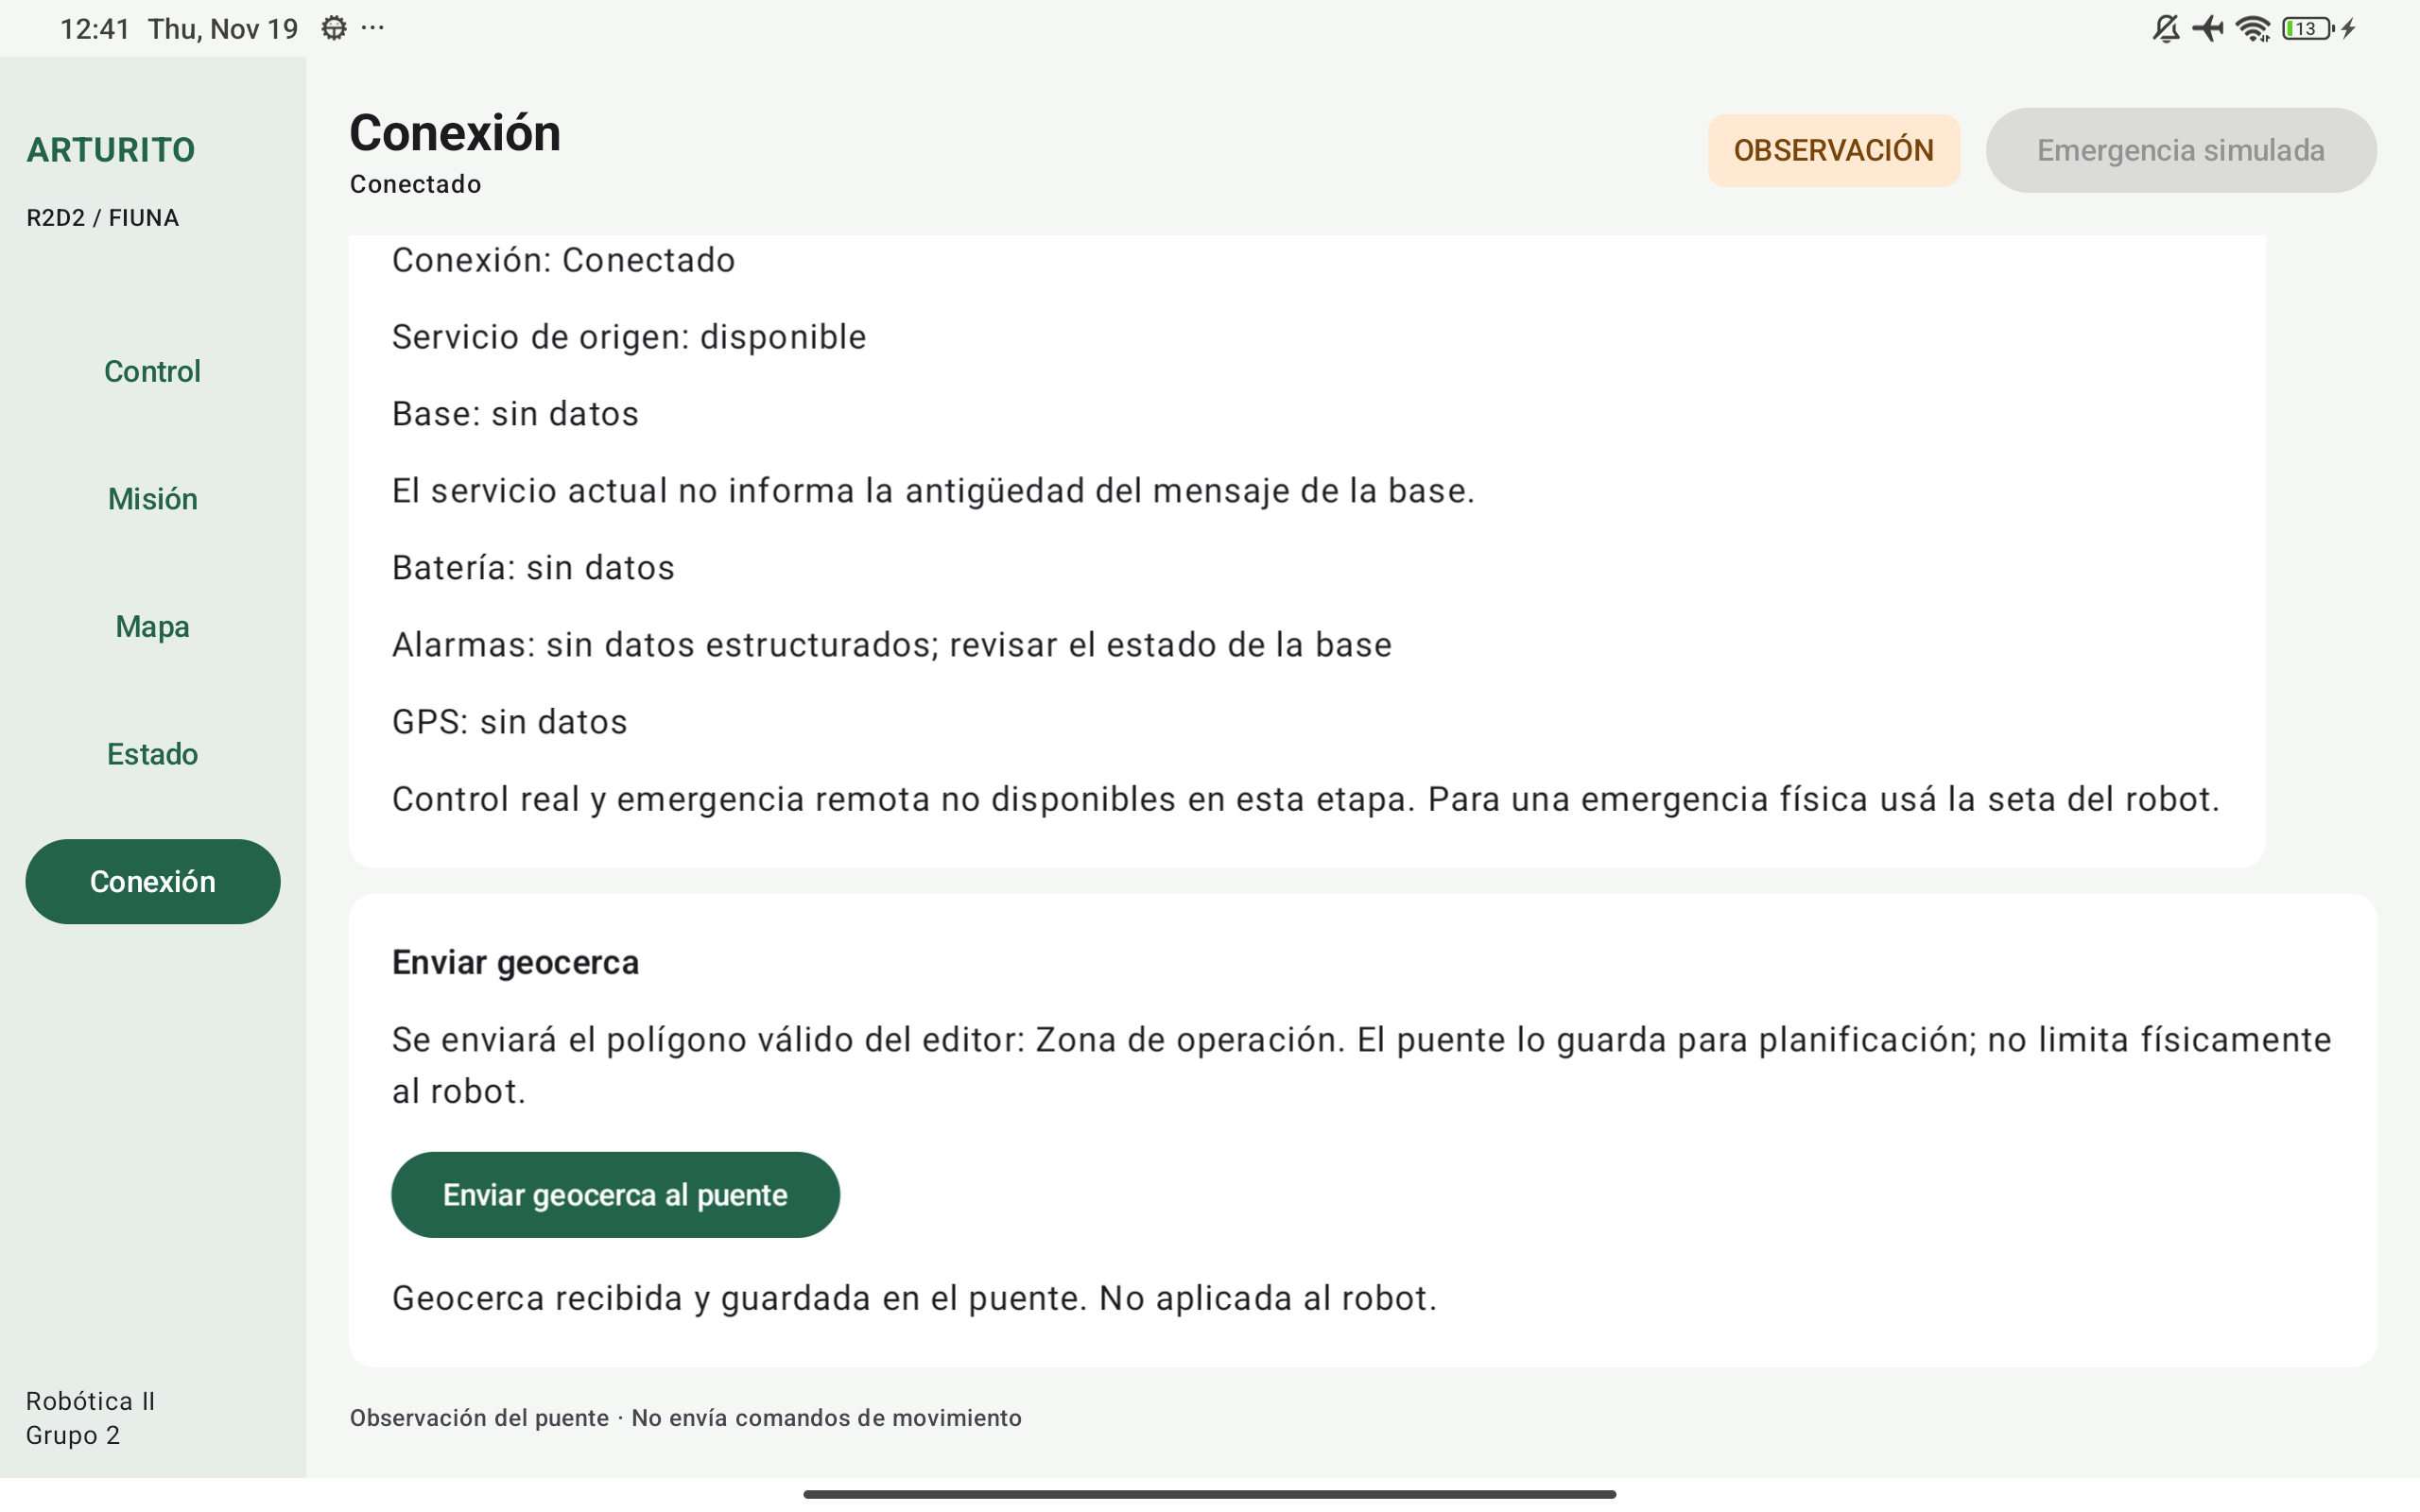 12:41 Thu, Nov 19 ...
13
ARTURITO
R2D2 / FIUNA
Control
Misión
Mapa
Estado
Conexión
Robótica II
Grupo 2
Conexión
Conectado
OBSERVACIÓN
Emergencia simulada
Conexión: Conectado
Servicio de origen: disponible
Base: sin datos
El servicio actual no informa la antigüedad del mensaje de la base.
Batería: sin datos
Alarmas: sin datos estructurados; revisar el estado de la base
GPS: sin datos
Control real y emergencia remota no disponibles en esta etapa. Para una emergencia física usá la seta del robot.
Enviar geocerca
Se enviará el polígono válido del editor: Zona de operación. El puente lo guarda para planificación; no limita físicamente
al robot.
Enviar geocerca al puente
Geocerca recibida y guardada en el puente. No aplicada al robot.
Observación del puente · No envía comandos de movimiento